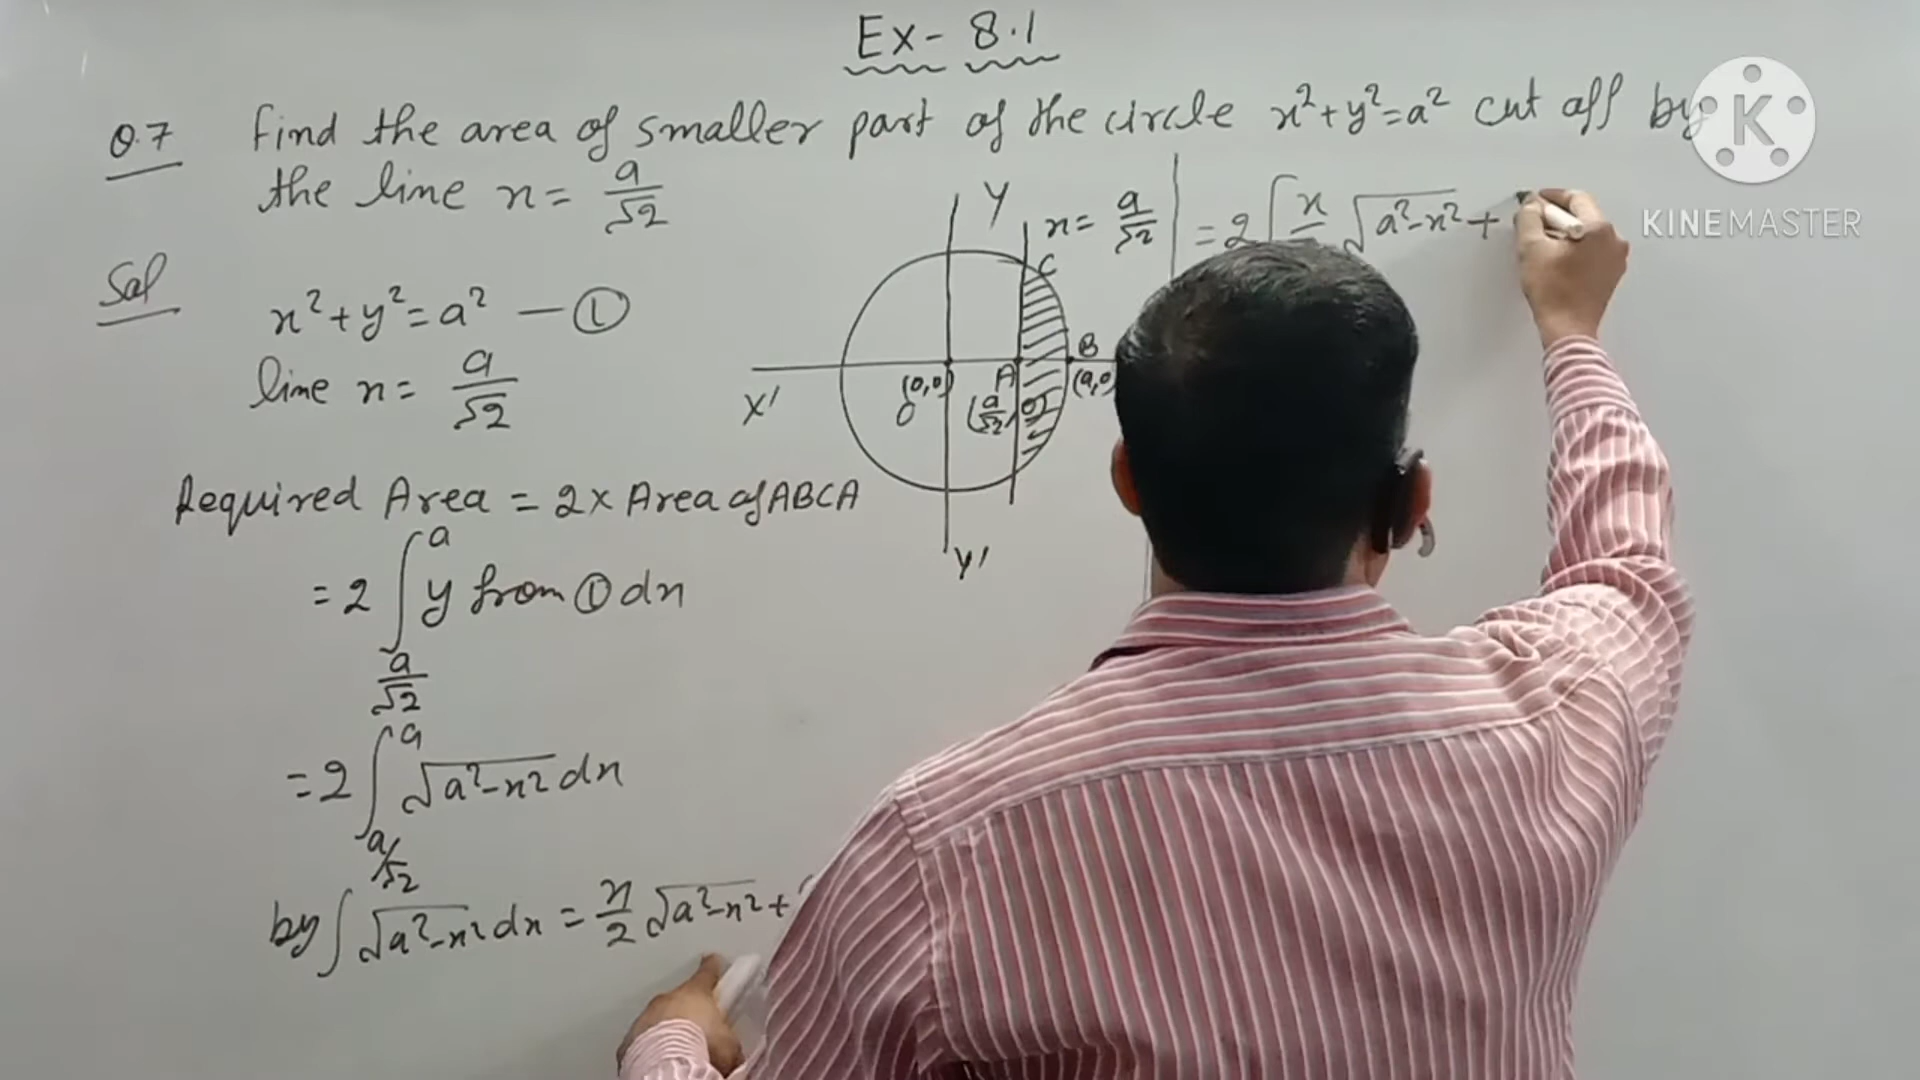 Ex- 8.1
Q.7 Find the area of smaller part of the circle x²+y²=a² cut off by
the line x= a/√2
Sol
x²+y²=a² — ①
line x= a/√2
Required Area = 2× Area of ABCA
= 2 ∫_{a/√2}^{a} y from ① dx
= 2 ∫_{a/√2}^{a} √(a²-x²) dx
by ∫ √(a²-x²) dx = x/2 √(a²-x²) +
Y
x= a/√2
C
B
(a,0)
A
(a/√2, 0)
(0,0)
O
X'
Y'
= 2 [ x/ √(a²-x²) +
K
KINEMASTER